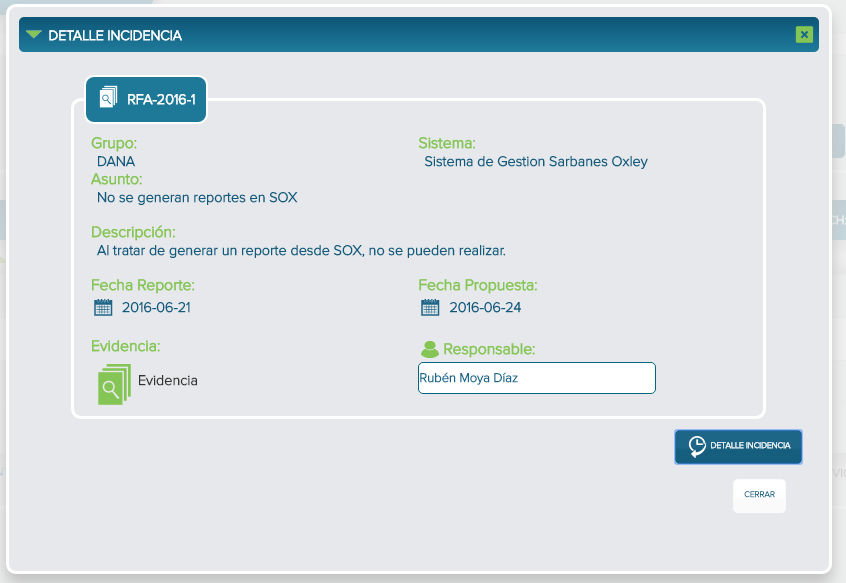 DETALLE INCIDENCIA
RFA-2016-1
Grupo:
DANA
Sistema:
Sistema de Gestion Sarbanes Oxley
Asunto:
No se generan reportes en SOX
Descripción:
Al tratar de generar un reporte desde SOX, no se pueden realizar.
Fecha Reporte:
2016-06-21
Fecha Propuesta:
2016-06-24
Evidencia:
Evidencia
Responsable:
Rubén Moya Díaz
DETALLE INCIDENCIA
CERRAR